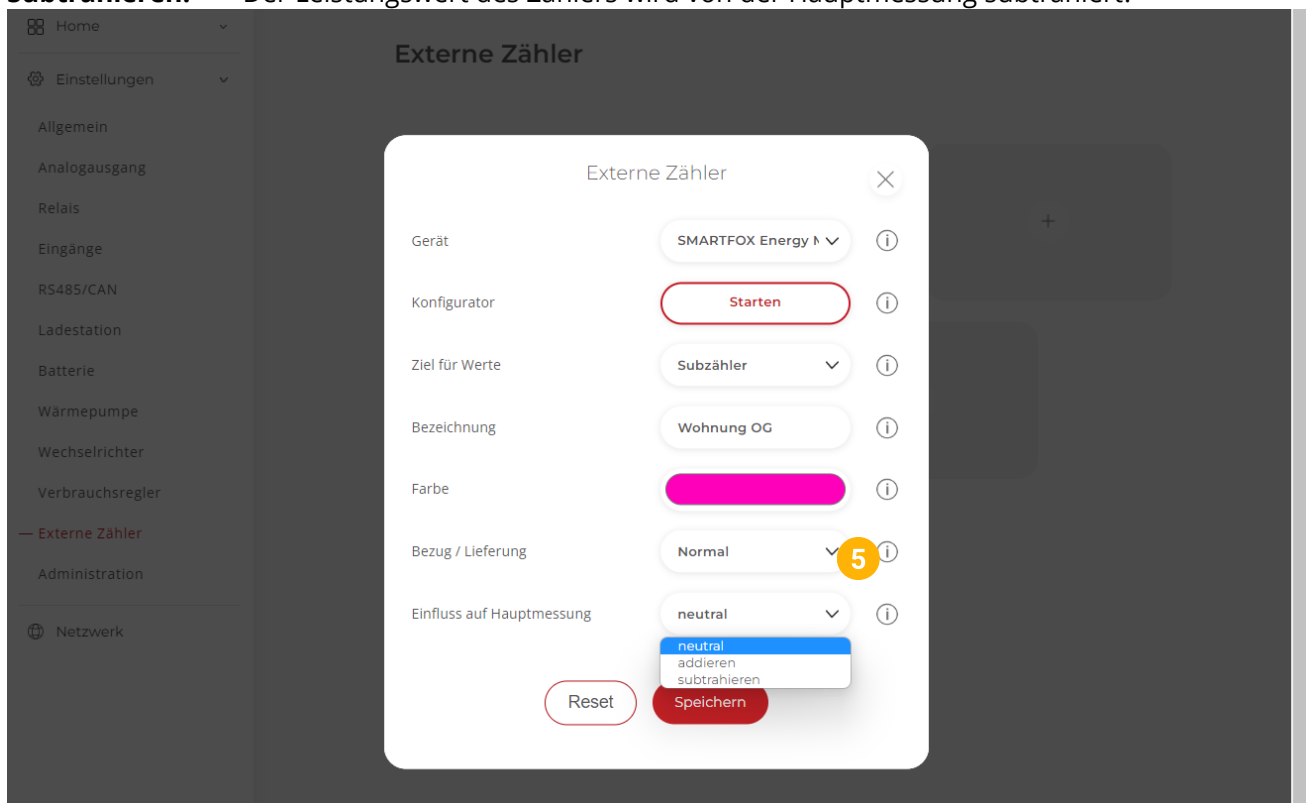 Subtrahieren: Der Leistungswert des Zählers wird von der Hauptmessung subtrahiert.
Home
Einstellungen
Allgemein
Analogausgang
Relais
Eingänge
RS485/CAN
Ladestation
Batterie
Wärmepumpe
Wechselrichter
Verbrauchsregler
— Externe Zähler
Administration
Netzwerk
Externe Zähler
+
Externe Zähler
Gerät SMARTFOX Energy
Konfigurator Starten
Ziel für Werte Subzähler
Bezeichnung Wohnung OG
Farbe
Bezug / Lieferung Normal 5
Einfluss auf Hauptmessung neutral
neutral
addieren
subtrahieren
Reset Speichern